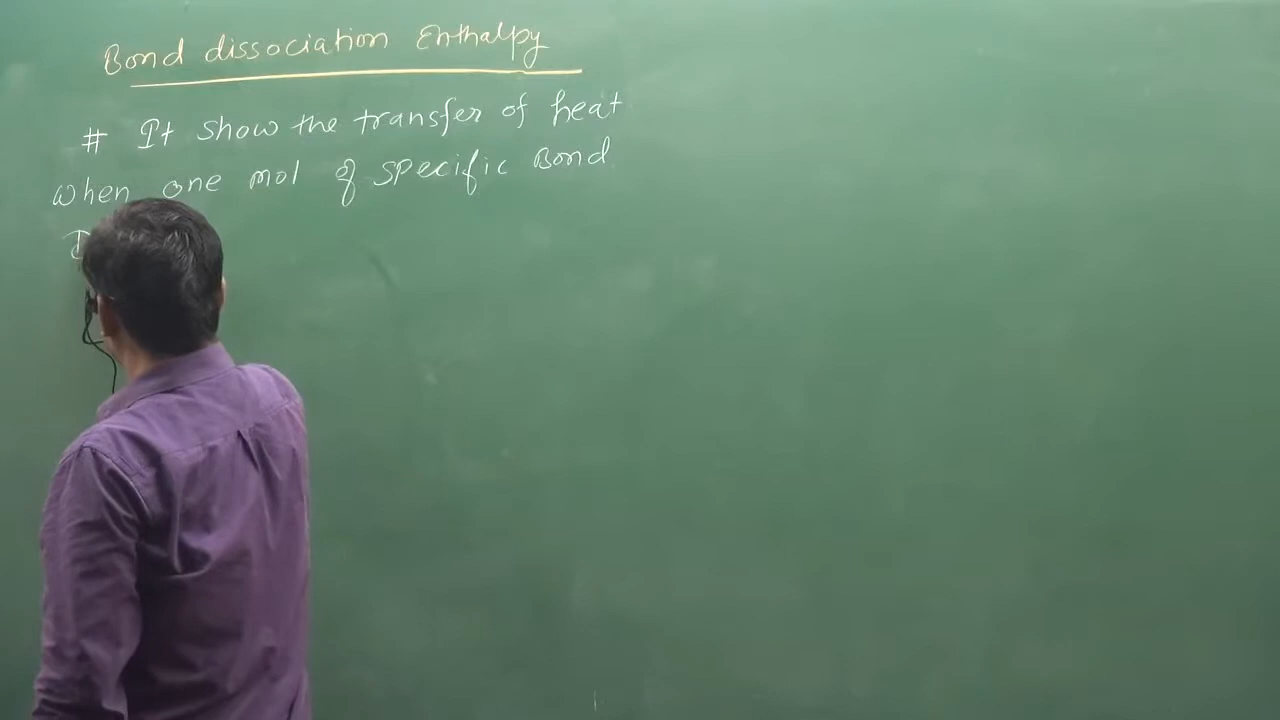 Bond dissociation Enthalpy
# It show the transfer of heat
when one mol of specific Bond